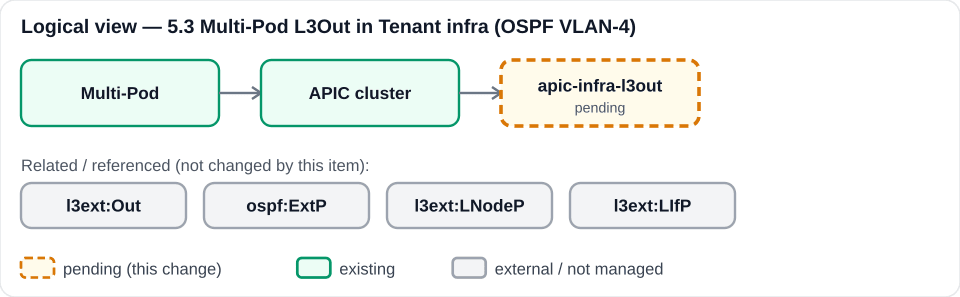 Logical view — 5.3 Multi-Pod L3Out in Tenant infra (OSPF VLAN-4)
Multi-Pod
APIC cluster
apic-infra-l3out
pending
Related / referenced (not changed by this item):
l3ext:Out
ospf:ExtP
l3ext:LNodeP
l3ext:LIfP
pending (this change)
existing
external / not managed